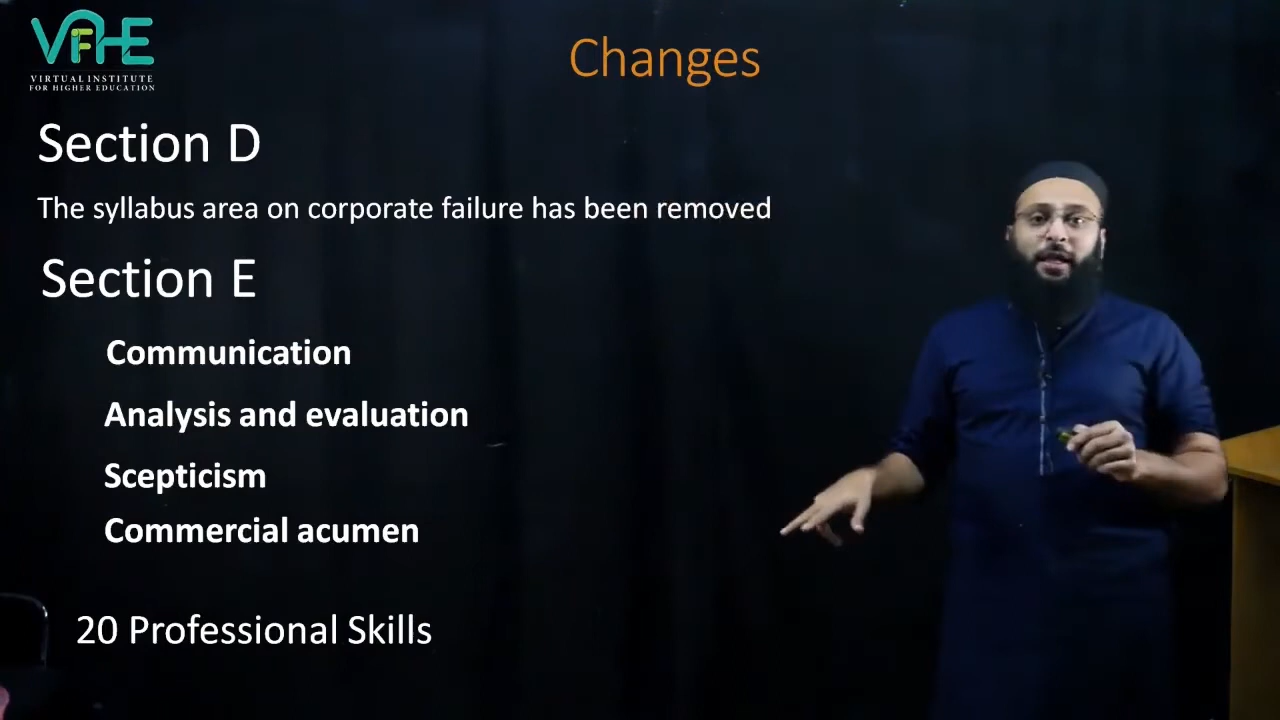 VIFHE
VIRTUAL INSTITUTE
FOR HIGHER EDUCATION
Changes
Section D
The syllabus area on corporate failure has been removed
Section E
Communication
Analysis and evaluation
Scepticism
Commercial acumen
20 Professional Skills